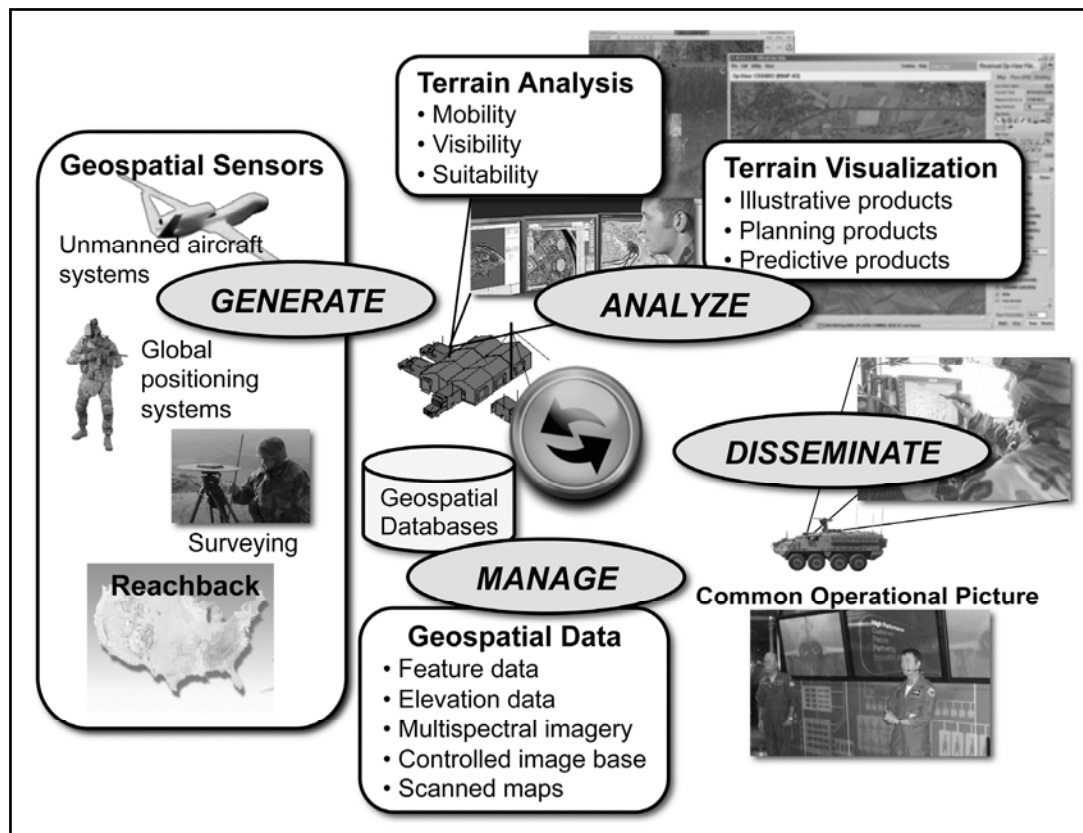 Terrain Analysis
• Mobility
• Visibility
• Suitability
Terrain Visualization
• Illustrative products
• Planning products
• Predictive products
Geospatial Sensors
Unmanned aircraft
systems
GENERATE
ANALYZE
Global
positioning
systems
Surveying
Reachback
Geospatial
Databases
MANAGE
Geospatial Data
• Feature data
• Elevation data
• Multispectral imagery
• Controlled image base
• Scanned maps
DISSEMINATE
Common Operational Picture